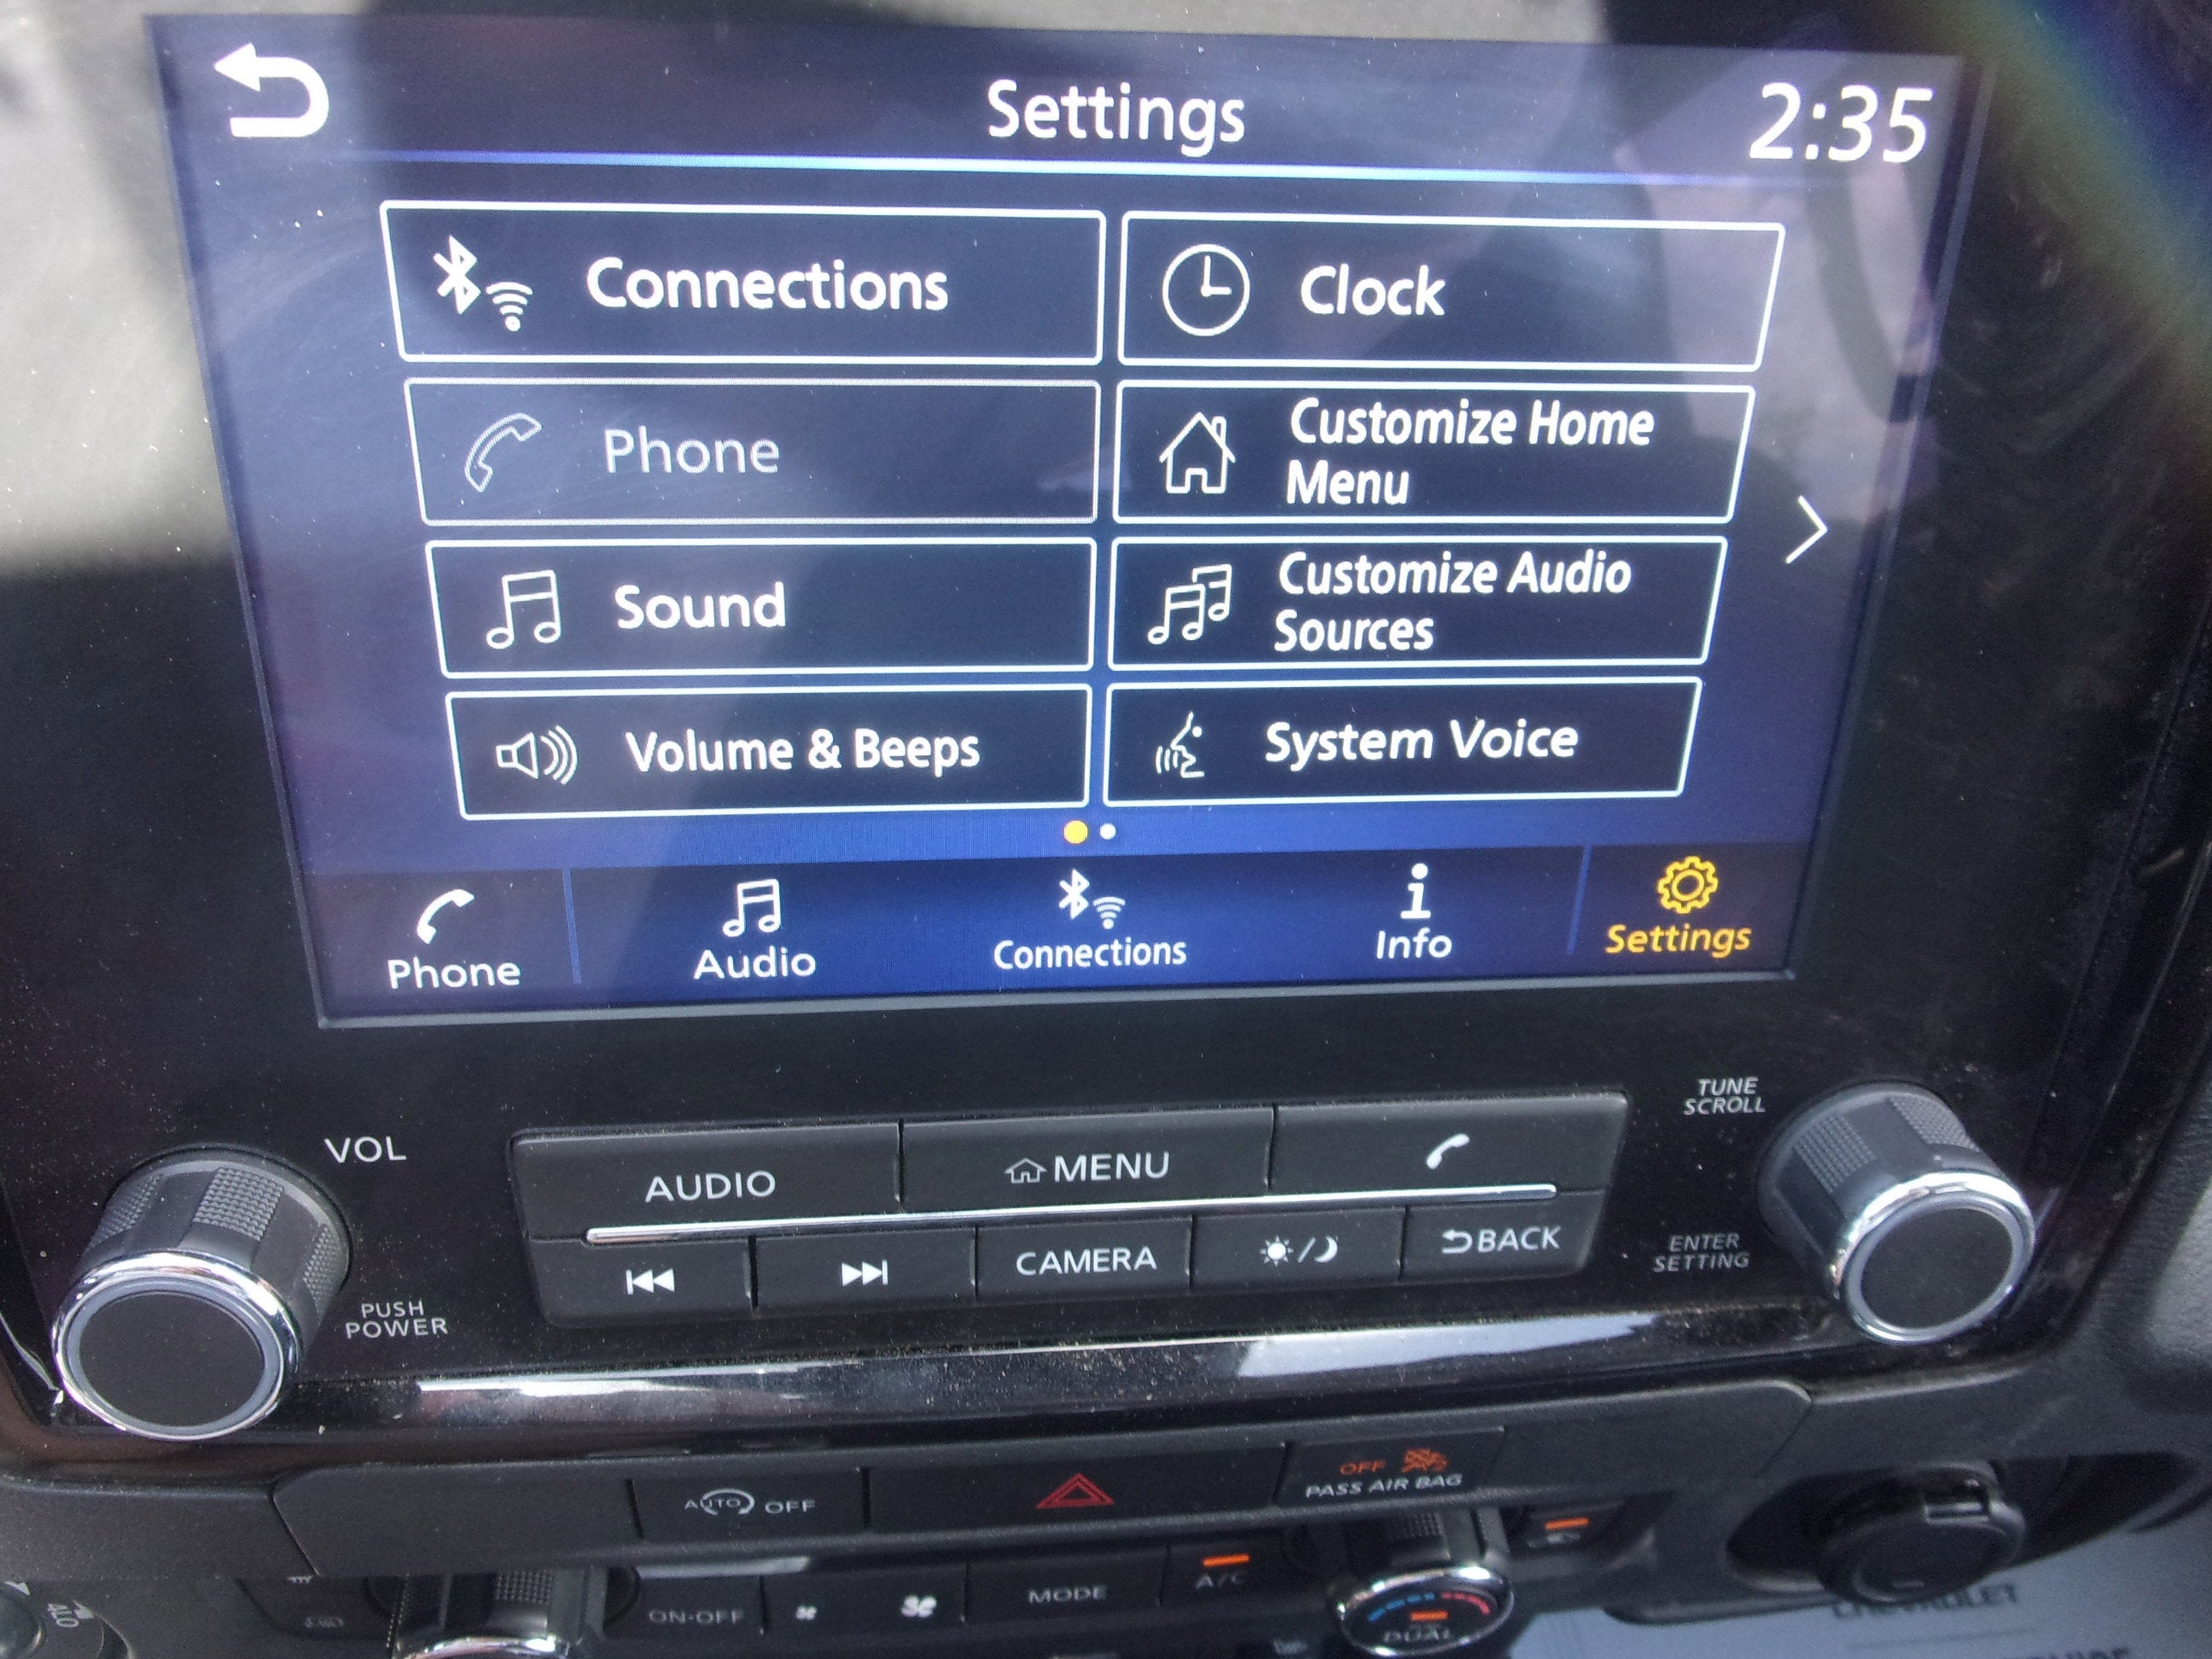 Settings
2:35
Connections
Clock
Phone
Customize Home
Menu
Sound
Customize Audio
Sources
Volume & Beeps
System Voice
Phone
Audio
Connections
Info
Settings
VOL
PUSH
POWER
AUDIO
MENU
CAMERA
BACK
TUNE
SCROLL
ENTER
SETTING
AUTO OFF
OFF
PASS AIR BAG
ON·OFF
MODE
A/C
DUAL
CHEVROLET